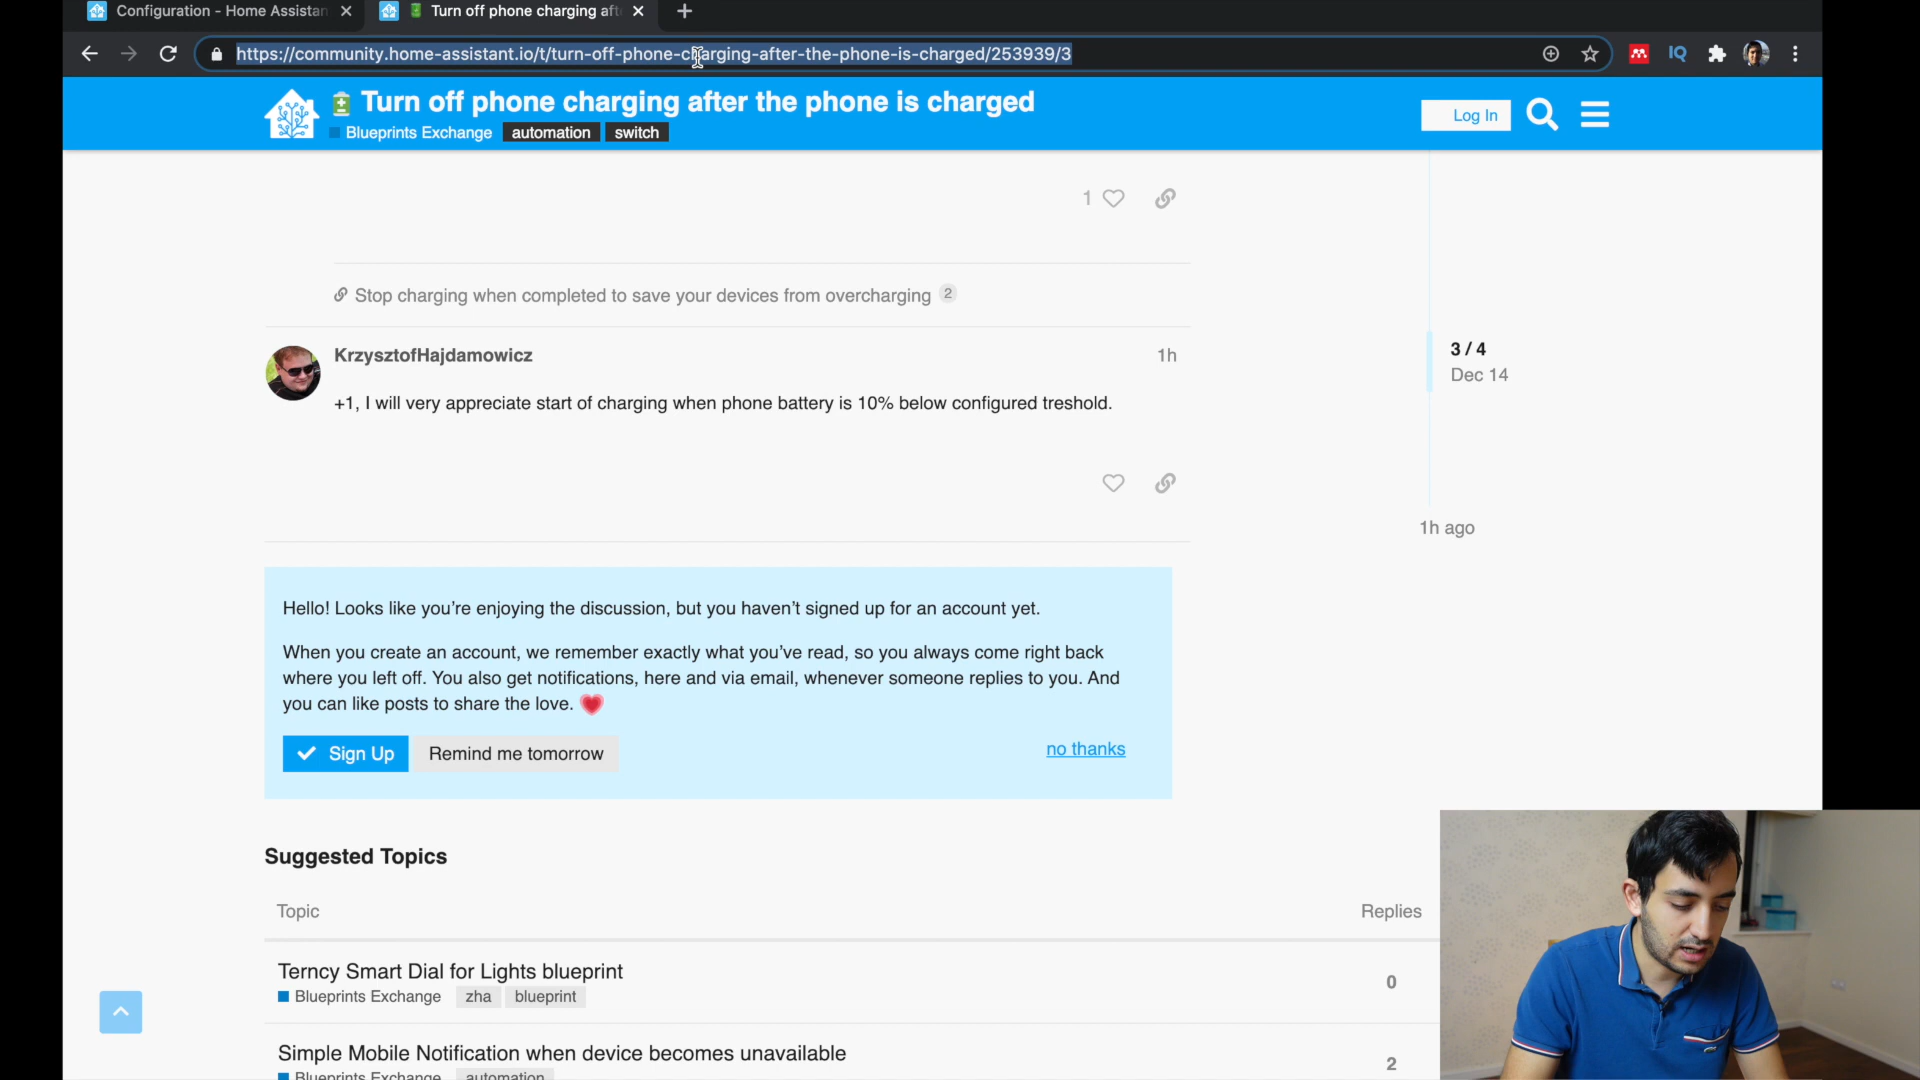 Configuration - Home Assistan
Turn off phone charging aft
https://community.home-assistant.io/t/turn-off-phone-charging-after-the-phone-is-charged/253939/3
IQ
Turn off phone charging after the phone is charged
Blueprints Exchange automation switch
Log In
1
Stop charging when completed to save your devices from overcharging 2
KrzysztofHajdamowicz 1h
+1, I will very appreciate start of charging when phone battery is 10% below configured treshold.
3 / 4
Dec 14
1h ago
Hello! Looks like you’re enjoying the discussion, but you haven’t signed up for an account yet.
When you create an account, we remember exactly what you’ve read, so you always come right back
where you left off. You also get notifications, here and via email, whenever someone replies to you. And
you can like posts to share the love.
Sign Up Remind me tomorrow no thanks
Suggested Topics
Topic Replies
Terncy Smart Dial for Lights blueprint 0
Blueprints Exchange zha blueprint
Simple Mobile Notification when device becomes unavailable 2
Blueprints Exchange automation